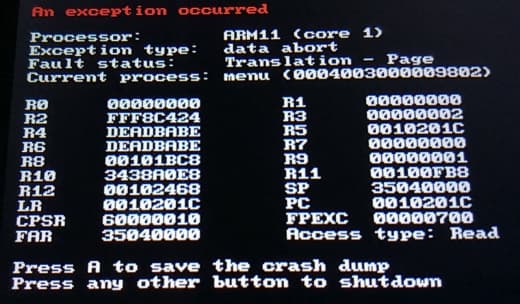 An exception occurred
Processor: ARM11 (core 1)
Exception type: data abort
Fault status: Translation - Page
Current process: menu (0004003000009802)
R0 00000000 R1 00000000
R2 FFF8C424 R3 00000002
R4 DEADBABE R5 0010201C
R6 DEADBABE R7 00000000
R8 00101BC8 R9 00000001
R10 3438A0E8 R11 00100FB8
R12 00102468 SP 35040000
LR 0010201C PC 0010201C
CPSR 60000010 FPEXC 00000700
FAR 35040000 Access type: Read
Press A to save the crash dump
Press any other button to shutdown